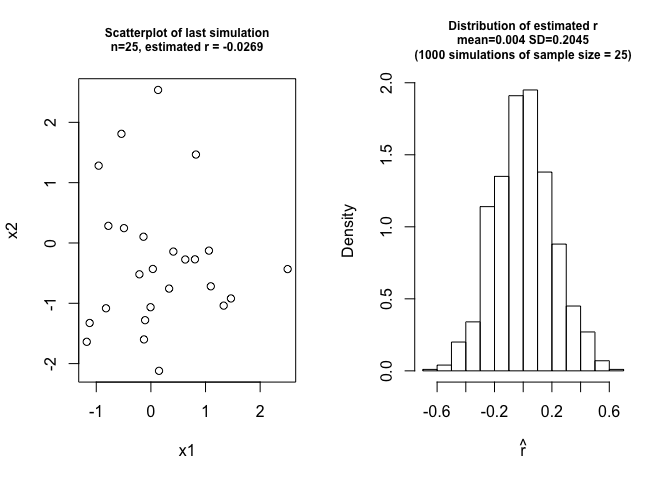 Scatterplot of last simulation
n=25, estimated r = -0.0269
x2
-2
-1
0
1
2
-1
0
1
2
x1
Distribution of estimated r
mean=0.004 SD=0.2045
(1000 simulations of sample size = 25)
Density
0.0
0.5
1.0
1.5
2.0
-0.6
-0.2
0.2
0.6
r̂